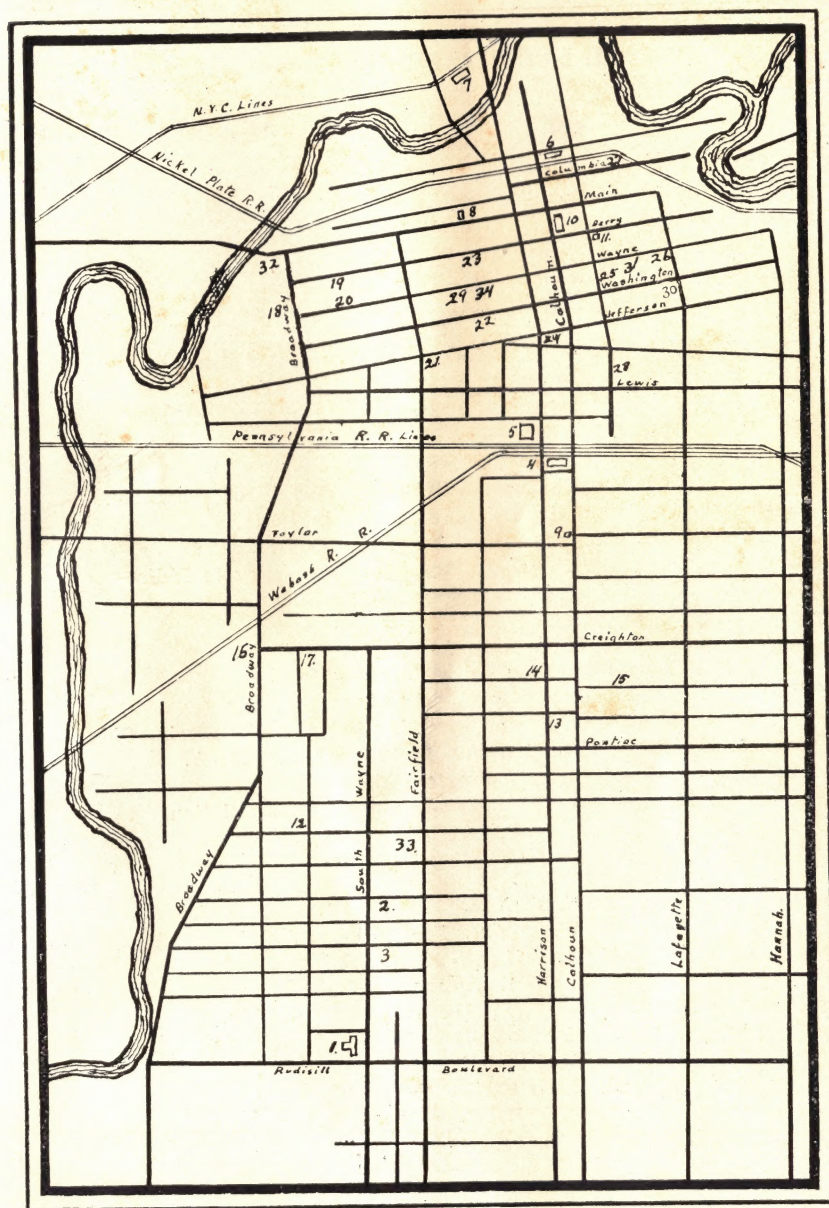 7
N.Y.C. Lines
6
Nickel Plate R.R.
Columbia 27
Main
8
10
Berry
11.
Wayne
23
32
19
25 31 26
20
29 34
Washington
30
18
Broadway
Calhoun.
Jefferson
22
24
21.
28
Lewis
5
Pennsylvania R. R. Lines
4
Taylor
9
Wabash R. R.
16
Broadway
17.
Creighton
14
15
13
Pontiac
Wayne
Fairfield
12
33.
South
Broadway
2.
3
Harrison
Calhoun
Lafayette
Hannah.
1.
Rudisill Boulevard